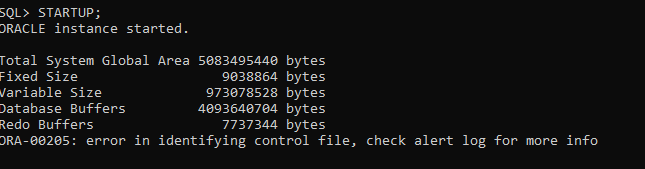 SQL> STARTUP;
ORACLE instance started.
Total System Global Area 5083495440 bytes
Fixed Size                  9038864 bytes
Variable Size             973078528 bytes
Database Buffers         4093640704 bytes
Redo Buffers                7737344 bytes
ORA-00205: error in identifying control file, check alert log for more info